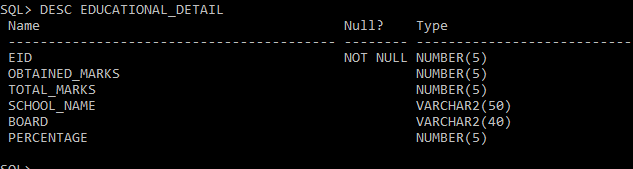 SQL> DESC EDUCATIONAL_DETAIL
Name Null? Type
----------------------------------------- -------- ----------------------------
EID NOT NULL NUMBER(5)
OBTAINED_MARKS NUMBER(5)
TOTAL_MARKS NUMBER(5)
SCHOOL_NAME VARCHAR2(50)
BOARD VARCHAR2(40)
PERCENTAGE NUMBER(5)
SQL>